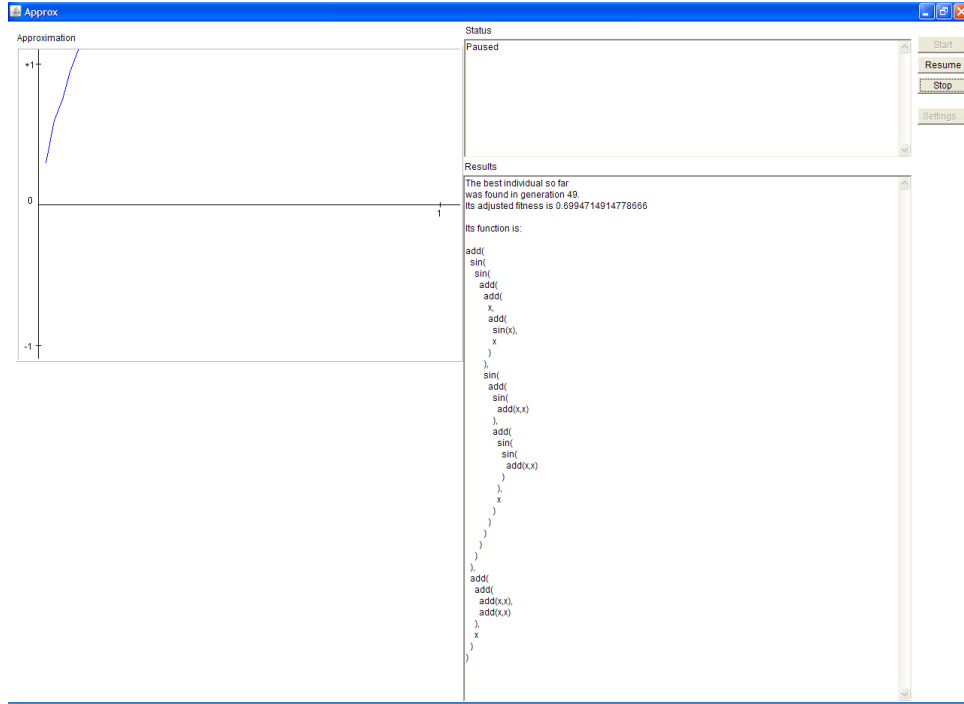 Approx
Approximation
+1
0
1
-1
Status
Paused
Start
Resume
Stop
Settings...
Results
The best individual so far
was found in generation 49.
Its adjusted fitness is 0.6994714914778666
Its function is:
add(
sin(
sin(
add(
add(
x,
add(
sin(x),
x
)
),
sin(
add(
sin(
add(x,x)
),
add(
sin(
sin(
add(x,x)
)
),
x
)
)
)
)
)
),
add(
add(
add(x,x),
add(x,x)
),
x
)
)